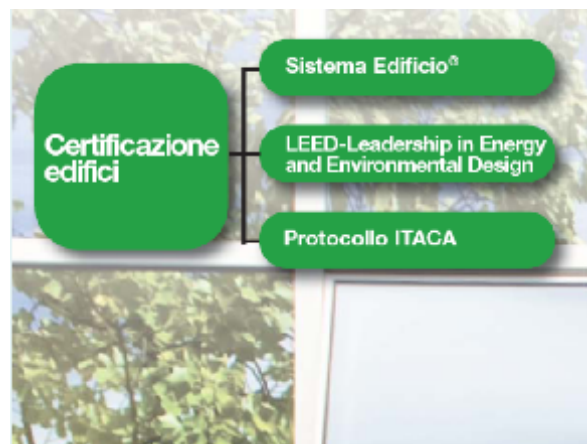 Certificazione
edifici
Sistema Edificio®
LEED-Leadership in Energy
and Environmental Design
Protocollo ITACA